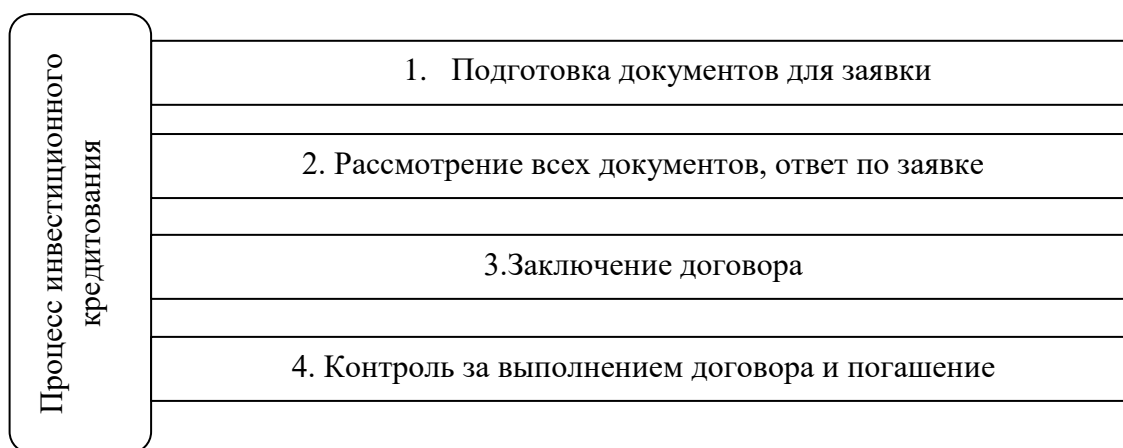 Процесс инвестиционного
кредитования
1. Подготовка документов для заявки
2. Рассмотрение всех документов, ответ по заявке
3.Заключение договора
4. Контроль за выполнением договора и погашение